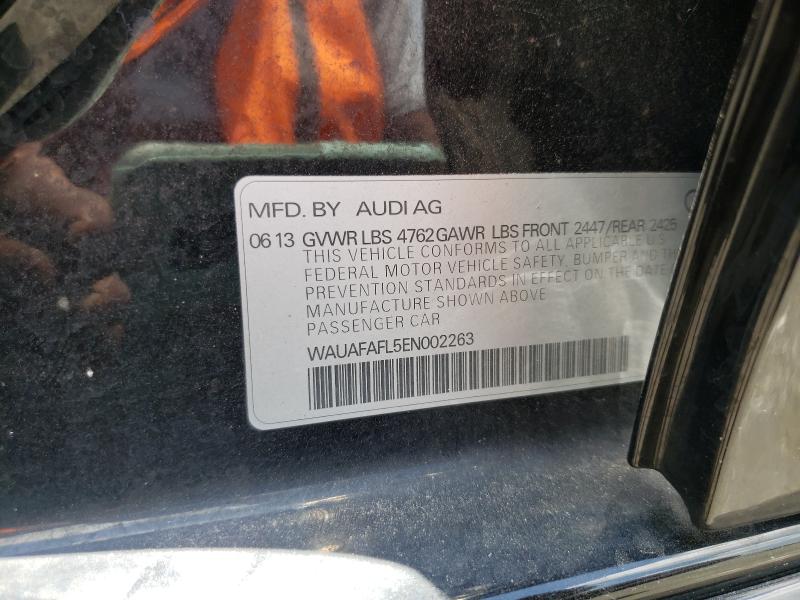 MFD. BY AUDI AG
06 13 GVWR LBS 4762 GAWR LBS FRONT 2447/REAR 2425
THIS VEHICLE CONFORMS TO ALL APPLICABLE U.S.
FEDERAL MOTOR VEHICLE SAFETY, BUMPER AND
PREVENTION STANDARDS IN EFFECT ON THE DATE
MANUFACTURE SHOWN ABOVE
PASSENGER CAR
WAUAFAFL5EN002263